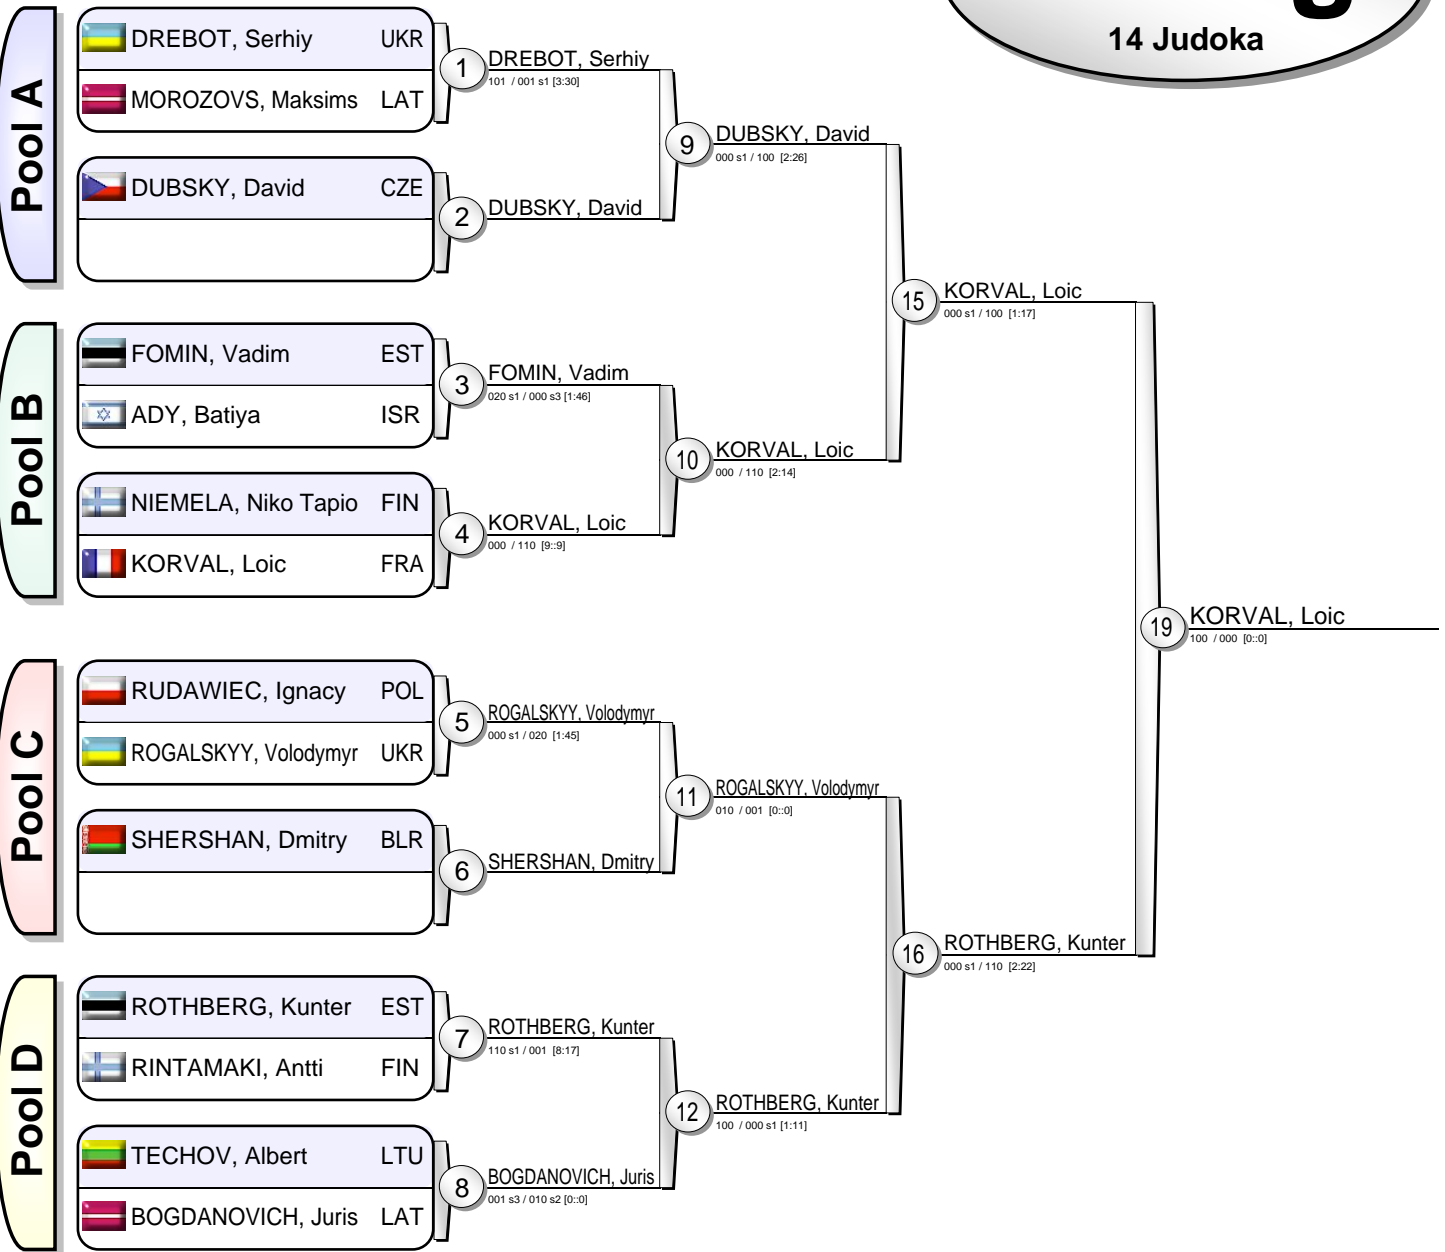 14 Judoka
Pool A
DREBOT, Serhiy UKR
MOROZOVS, Maksims LAT
1
DREBOT, Serhiy
101 / 001 s1 [3:30]
DUBSKY, David CZE
2
DUBSKY, David
9
DUBSKY, David
000 s1 / 100 [2:26]
Pool B
FOMIN, Vadim EST
ADY, Batiya ISR
3
FOMIN, Vadim
020 s1 / 000 s3 [1:46]
NIEMELA, Niko Tapio FIN
KORVAL, Loic FRA
4
KORVAL, Loic
000 / 110 [9::9]
10
KORVAL, Loic
000 / 110 [2:14]
15
KORVAL, Loic
000 s1 / 100 [1:17]
Pool C
RUDAWIEC, Ignacy POL
ROGALSKYY, Volodymyr UKR
5
ROGALSKYY, Volodymyr
000 s1 / 020 [1:45]
SHERSHAN, Dmitry BLR
6
SHERSHAN, Dmitry
11
ROGALSKYY, Volodymyr
010 / 001 [0::0]
Pool D
ROTHBERG, Kunter EST
RINTAMAKI, Antti FIN
7
ROTHBERG, Kunter
110 s1 / 001 [8:17]
TECHOV, Albert LTU
BOGDANOVICH, Juris LAT
8
BOGDANOVICH, Juris
001 s3 / 010 s2 [0::0]
12
ROTHBERG, Kunter
100 / 000 s1 [1:11]
16
ROTHBERG, Kunter
000 s1 / 110 [2:22]
19
KORVAL, Loic
100 / 000 [0::0]